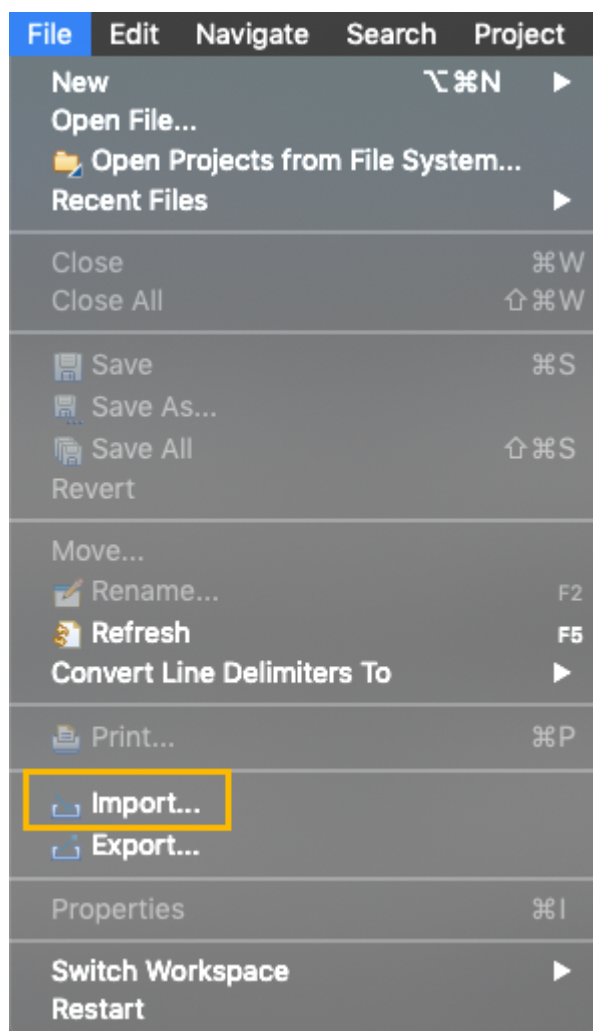 File Edit Navigate Search Project
New ⌥⌘N ▶
Open File...
Open Projects from File System...
Recent Files ▶
Close ⌘W
Close All ⇧⌘W
Save ⌘S
Save As...
Save All ⇧⌘S
Revert
Move...
Rename... F2
Refresh F5
Convert Line Delimiters To ▶
Print... ⌘P
Import...
Export...
Properties ⌘I
Switch Workspace ▶
Restart